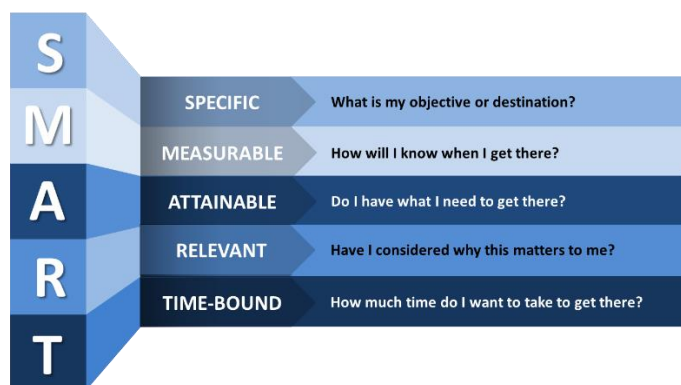 S
M
A
R
T
SPECIFIC What is my objective or destination?
MEASURABLE How will I know when I get there?
ATTAINABLE Do I have what I need to get there?
RELEVANT Have I considered why this matters to me?
TIME-BOUND How much time do I want to take to get there?